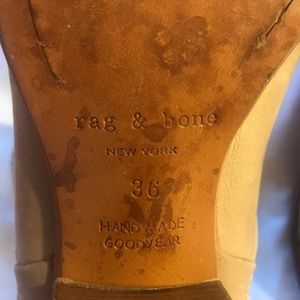 rag & bone
NEW YORK
36
HAND MADE
GOODYEAR